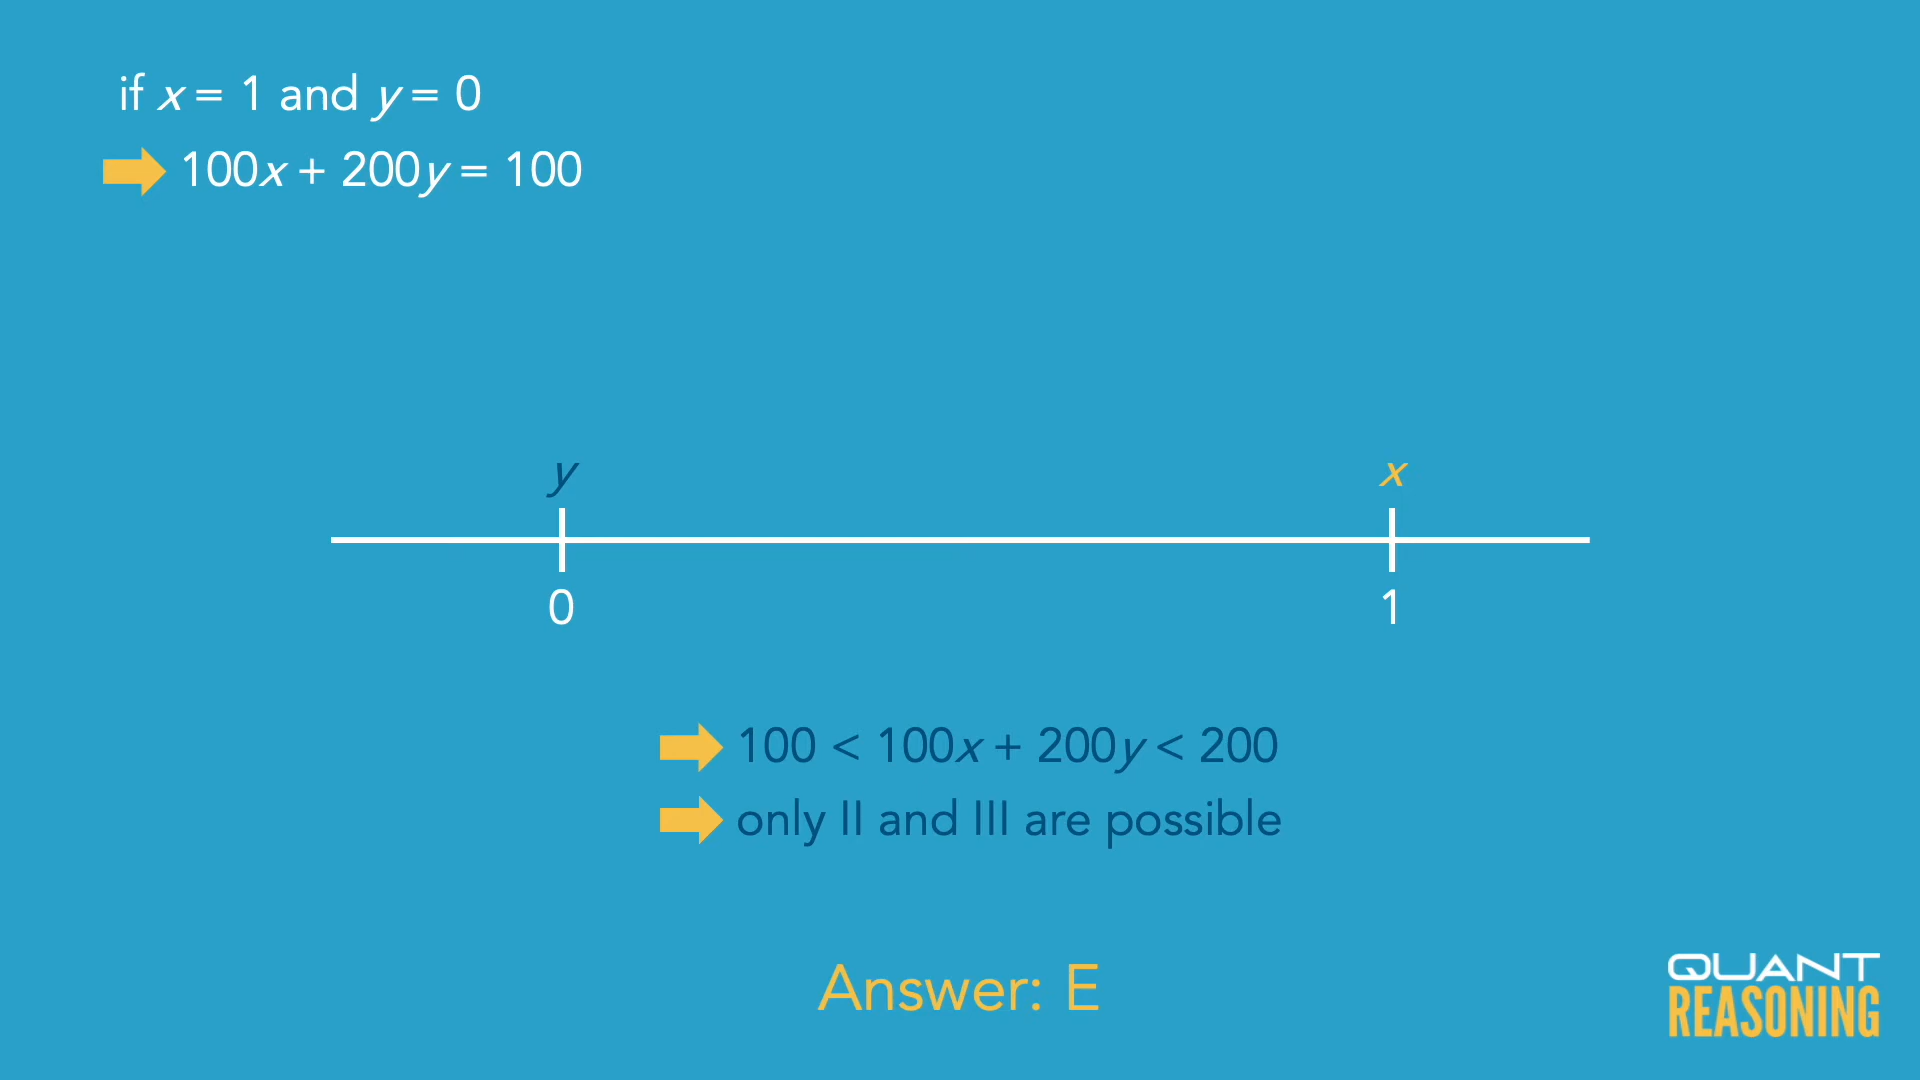 if x = 1 and y = 0
100x + 200y = 100
y x
0 1
100 < 100x + 200y < 200
only II and III are possible
Answer: E
QUANT
REASONING